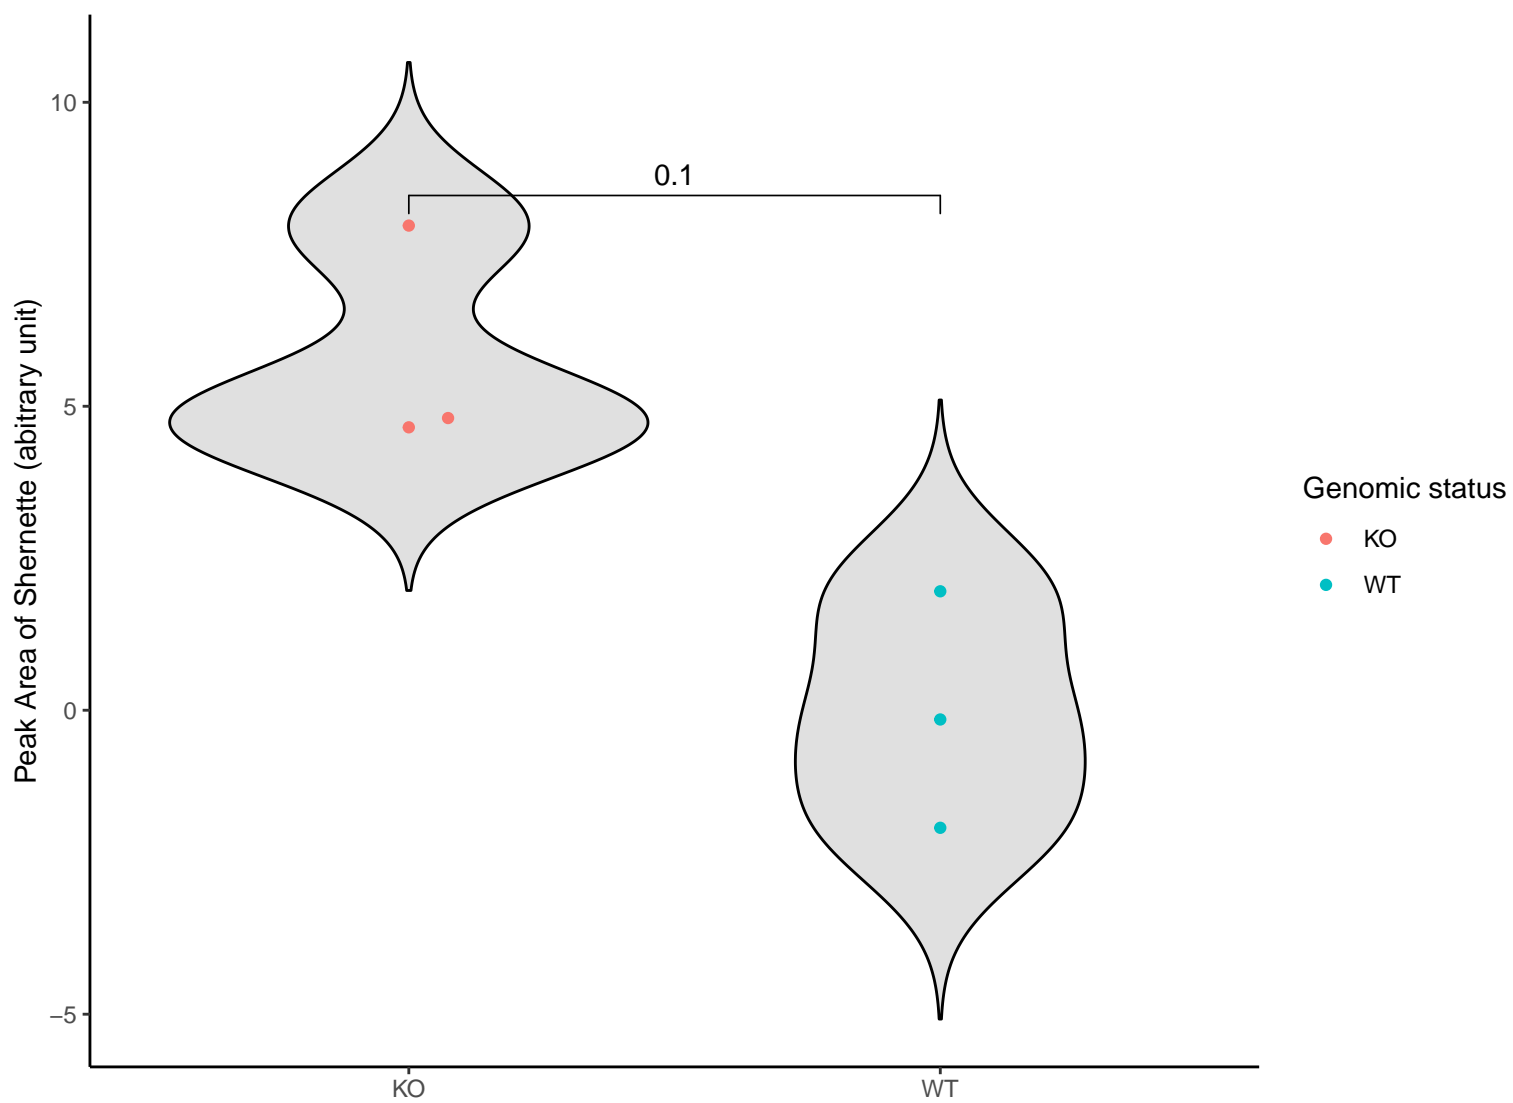 Peak Area of Shernette (abitrary unit)
10
5
0
−5
0.1
KO
WT
Genomic status
KO
WT